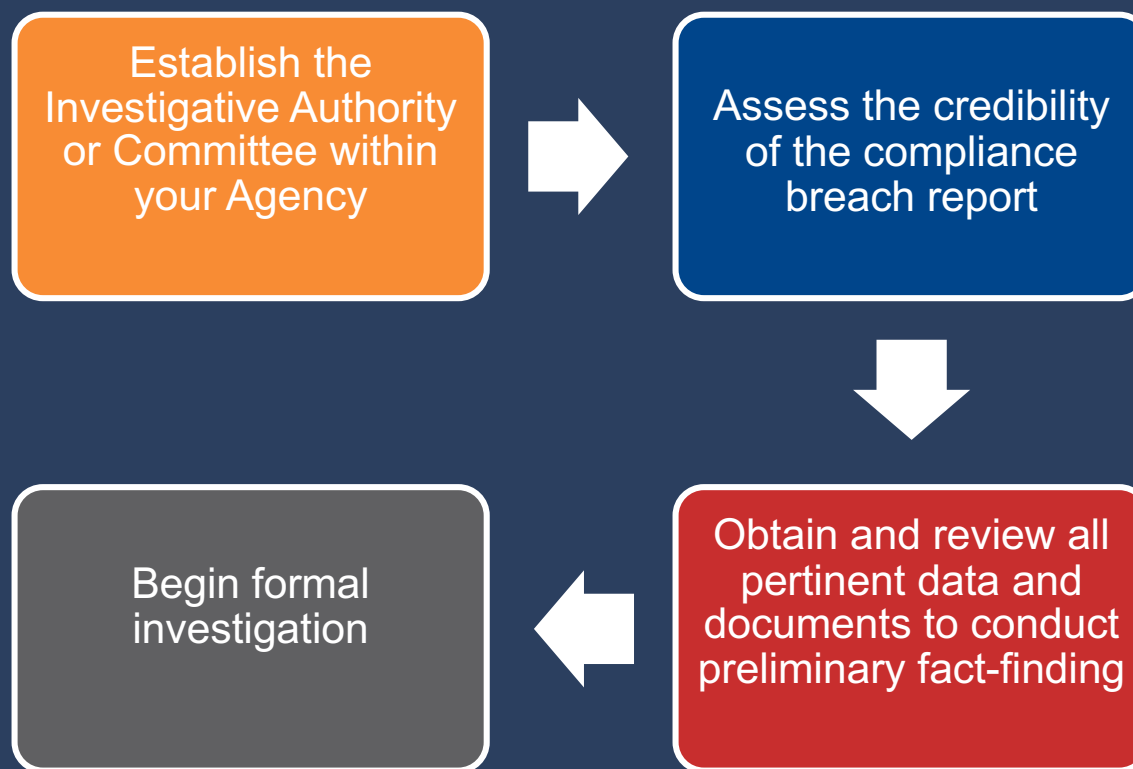 Establish the
Investigative Authority
or Committee within
your Agency
Assess the credibility
of the compliance
breach report
Obtain and review all
pertinent data and
documents to conduct
preliminary fact-finding
Begin formal
investigation